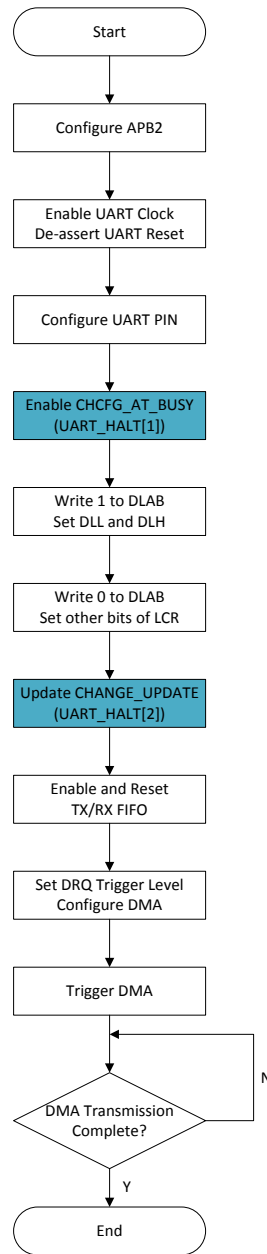 Start
Configure APB2
Enable UART Clock
De-assert UART Reset
Configure UART PIN
Enable CHCFG_AT_BUSY
(UART_HALT[1])
Write 1 to DLAB
Set DLL and DLH
Write 0 to DLAB
Set other bits of LCR
Update CHANGE_UPDATE
(UART_HALT[2])
Enable and Reset
TX/RX FIFO
Set DRQ Trigger Level
Configure DMA
Trigger DMA
N
DMA Transmission
Complete?
Y
End